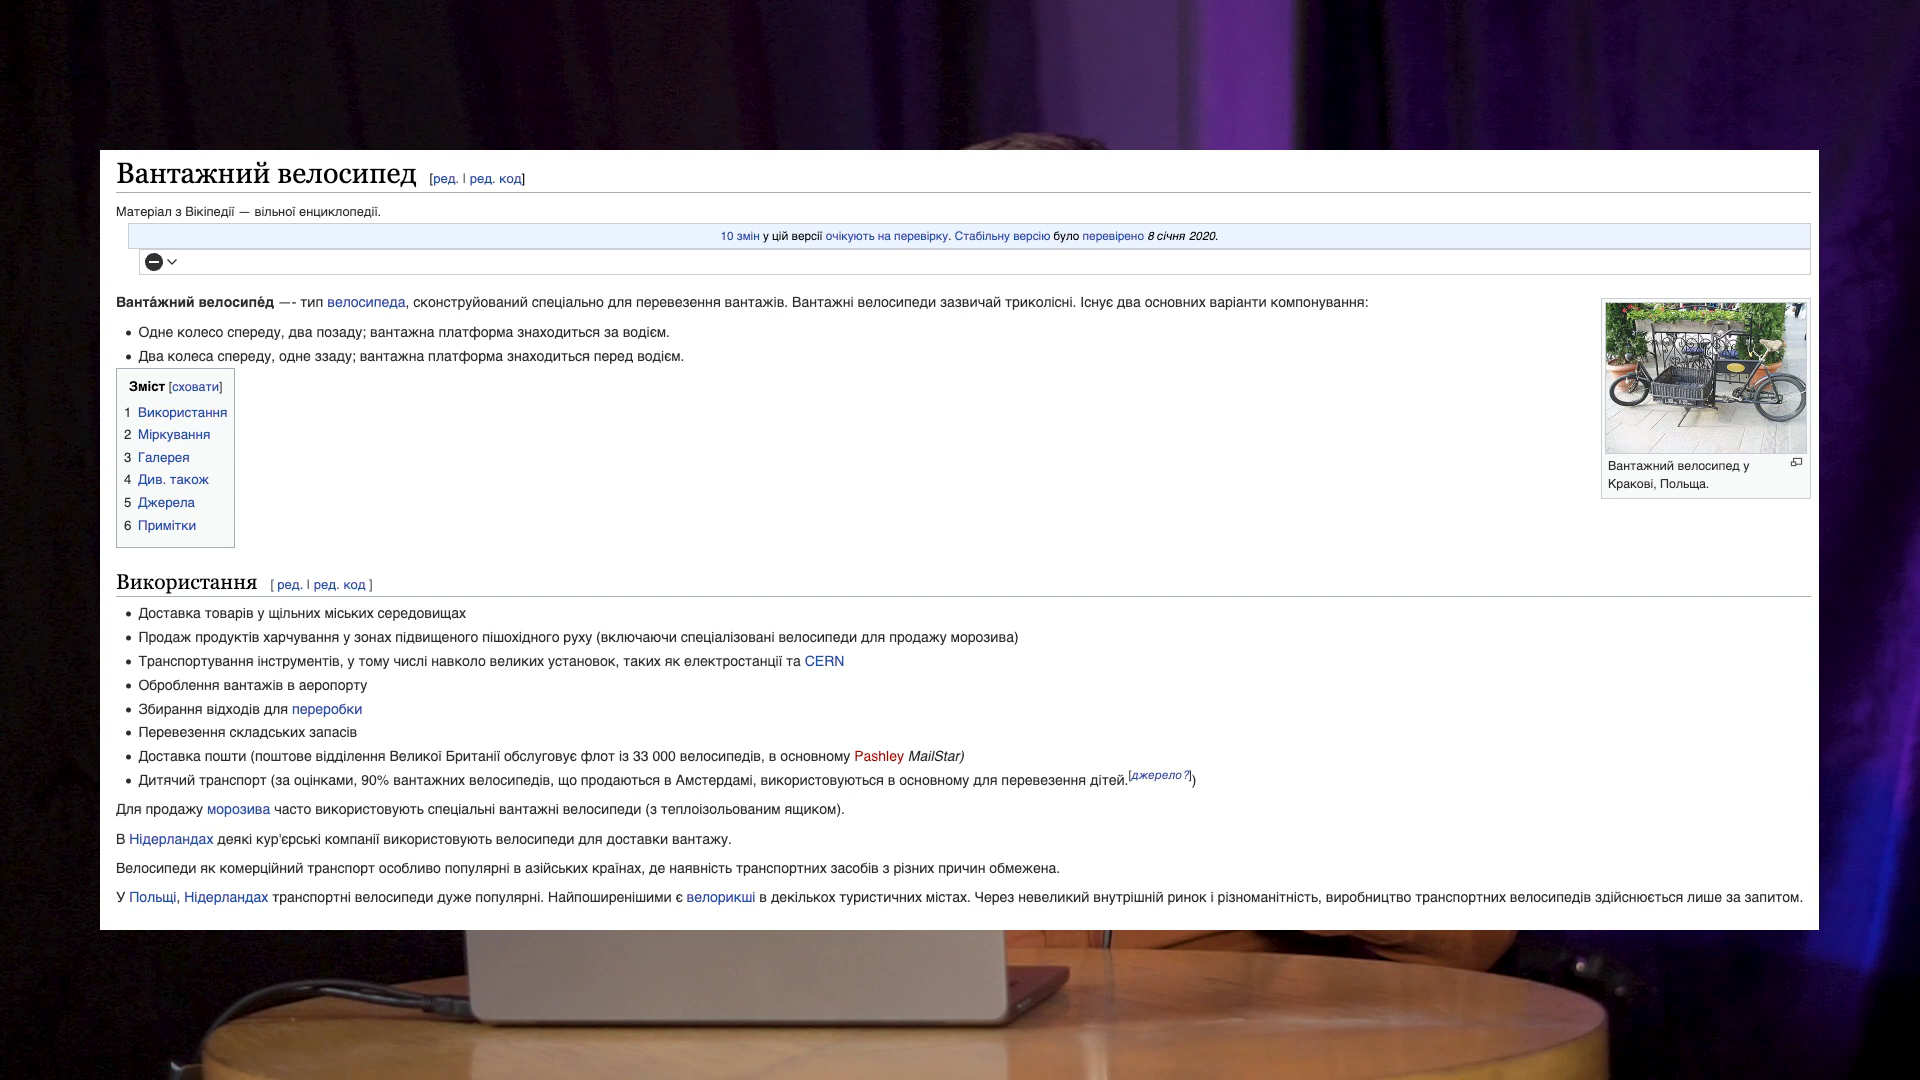 Вантажний велосипед [ред. | ред. код]
Матеріал з Вікіпедії — вільної енциклопедії.
10 змін у цій версії очікують на перевірку. Стабільну версію було перевірено 8 січня 2020.
Ванта́жний велосипе́д —- тип велосипеда, сконструйований спеціально для перевезення вантажів. Вантажні велосипеди зазвичай триколісні. Існує два основних варіанти компонування:
• Одне колесо спереду, два позаду; вантажна платформа знаходиться за водієм.
• Два колеса спереду, одне ззаду; вантажна платформа знаходиться перед водієм.
Вантажний велосипед у
Кракові, Польща.
Зміст [сховати]
1 Використання
2 Міркування
3 Галерея
4 Див. також
5 Джерела
6 Примітки
Використання [ ред. | ред. код ]
• Доставка товарів у щільних міських середовищах
• Продаж продуктів харчування у зонах підвищеного пішохідного руху (включаючи спеціалізовані велосипеди для продажу морозива)
• Транспортування інструментів, у тому числі навколо великих установок, таких як електростанції та CERN
• Оброблення вантажів в аеропорту
• Збирання відходів для переробки
• Перевезення складських запасів
• Доставка пошти (поштове відділення Великої Британії обслуговує флот із 33 000 велосипедів, в основному Pashley MailStar)
• Дитячий транспорт (за оцінками, 90% вантажних велосипедів, що продаються в Амстердамі, використовуються в основному для перевезення дітей.[джерело?])
Для продажу морозива часто використовують спеціальні вантажні велосипеди (з теплоізольованим ящиком).
В Нідерландах деякі кур'єрські компанії використовують велосипеди для доставки вантажу.
Велосипеди як комерційний транспорт особливо популярні в азійських країнах, де наявність транспортних засобів з різних причин обмежена.
У Польщі, Нідерландах транспортні велосипеди дуже популярні. Найпоширенішими є велорикші в декількох туристичних містах. Через невеликий внутрішній ринок і різноманітність, виробництво транспортних велосипедів здійснюється лише за запитом.